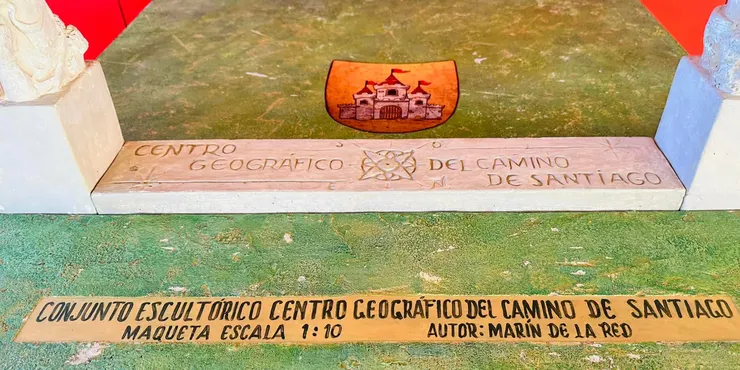 CENTRO
GEOGRÁFICO DEL CAMINO
DE SANTIAGO
CONJUNTO ESCULTÓRICO CENTRO GEOGRÁFICO DEL CAMINO DE SANTIAGO
MAQUETA ESCALA 1:10 AUTOR: MARÍN DE LA RED